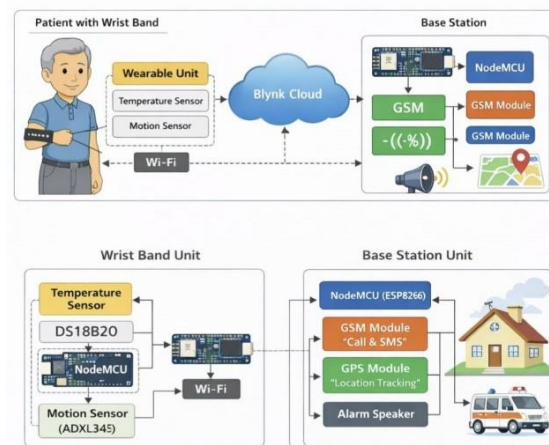 Patient with Wrist Band
Base Station
Wearable Unit
Temperature Sensor
Motion Sensor
Wi-Fi
Blynk Cloud
NodeMCU
GSM
GSM Module
-((-%))
GSM Module
Wrist Band Unit
Base Station Unit
Temperature
Sensor
DS18B20
NodeMCU
Motion Sensor
(ADXL345)
Wi-Fi
NodeMCU (ESP8266)
GSM Module
"Call & SMS"
GPS Module
"Location Tracking"
Alarm Speaker